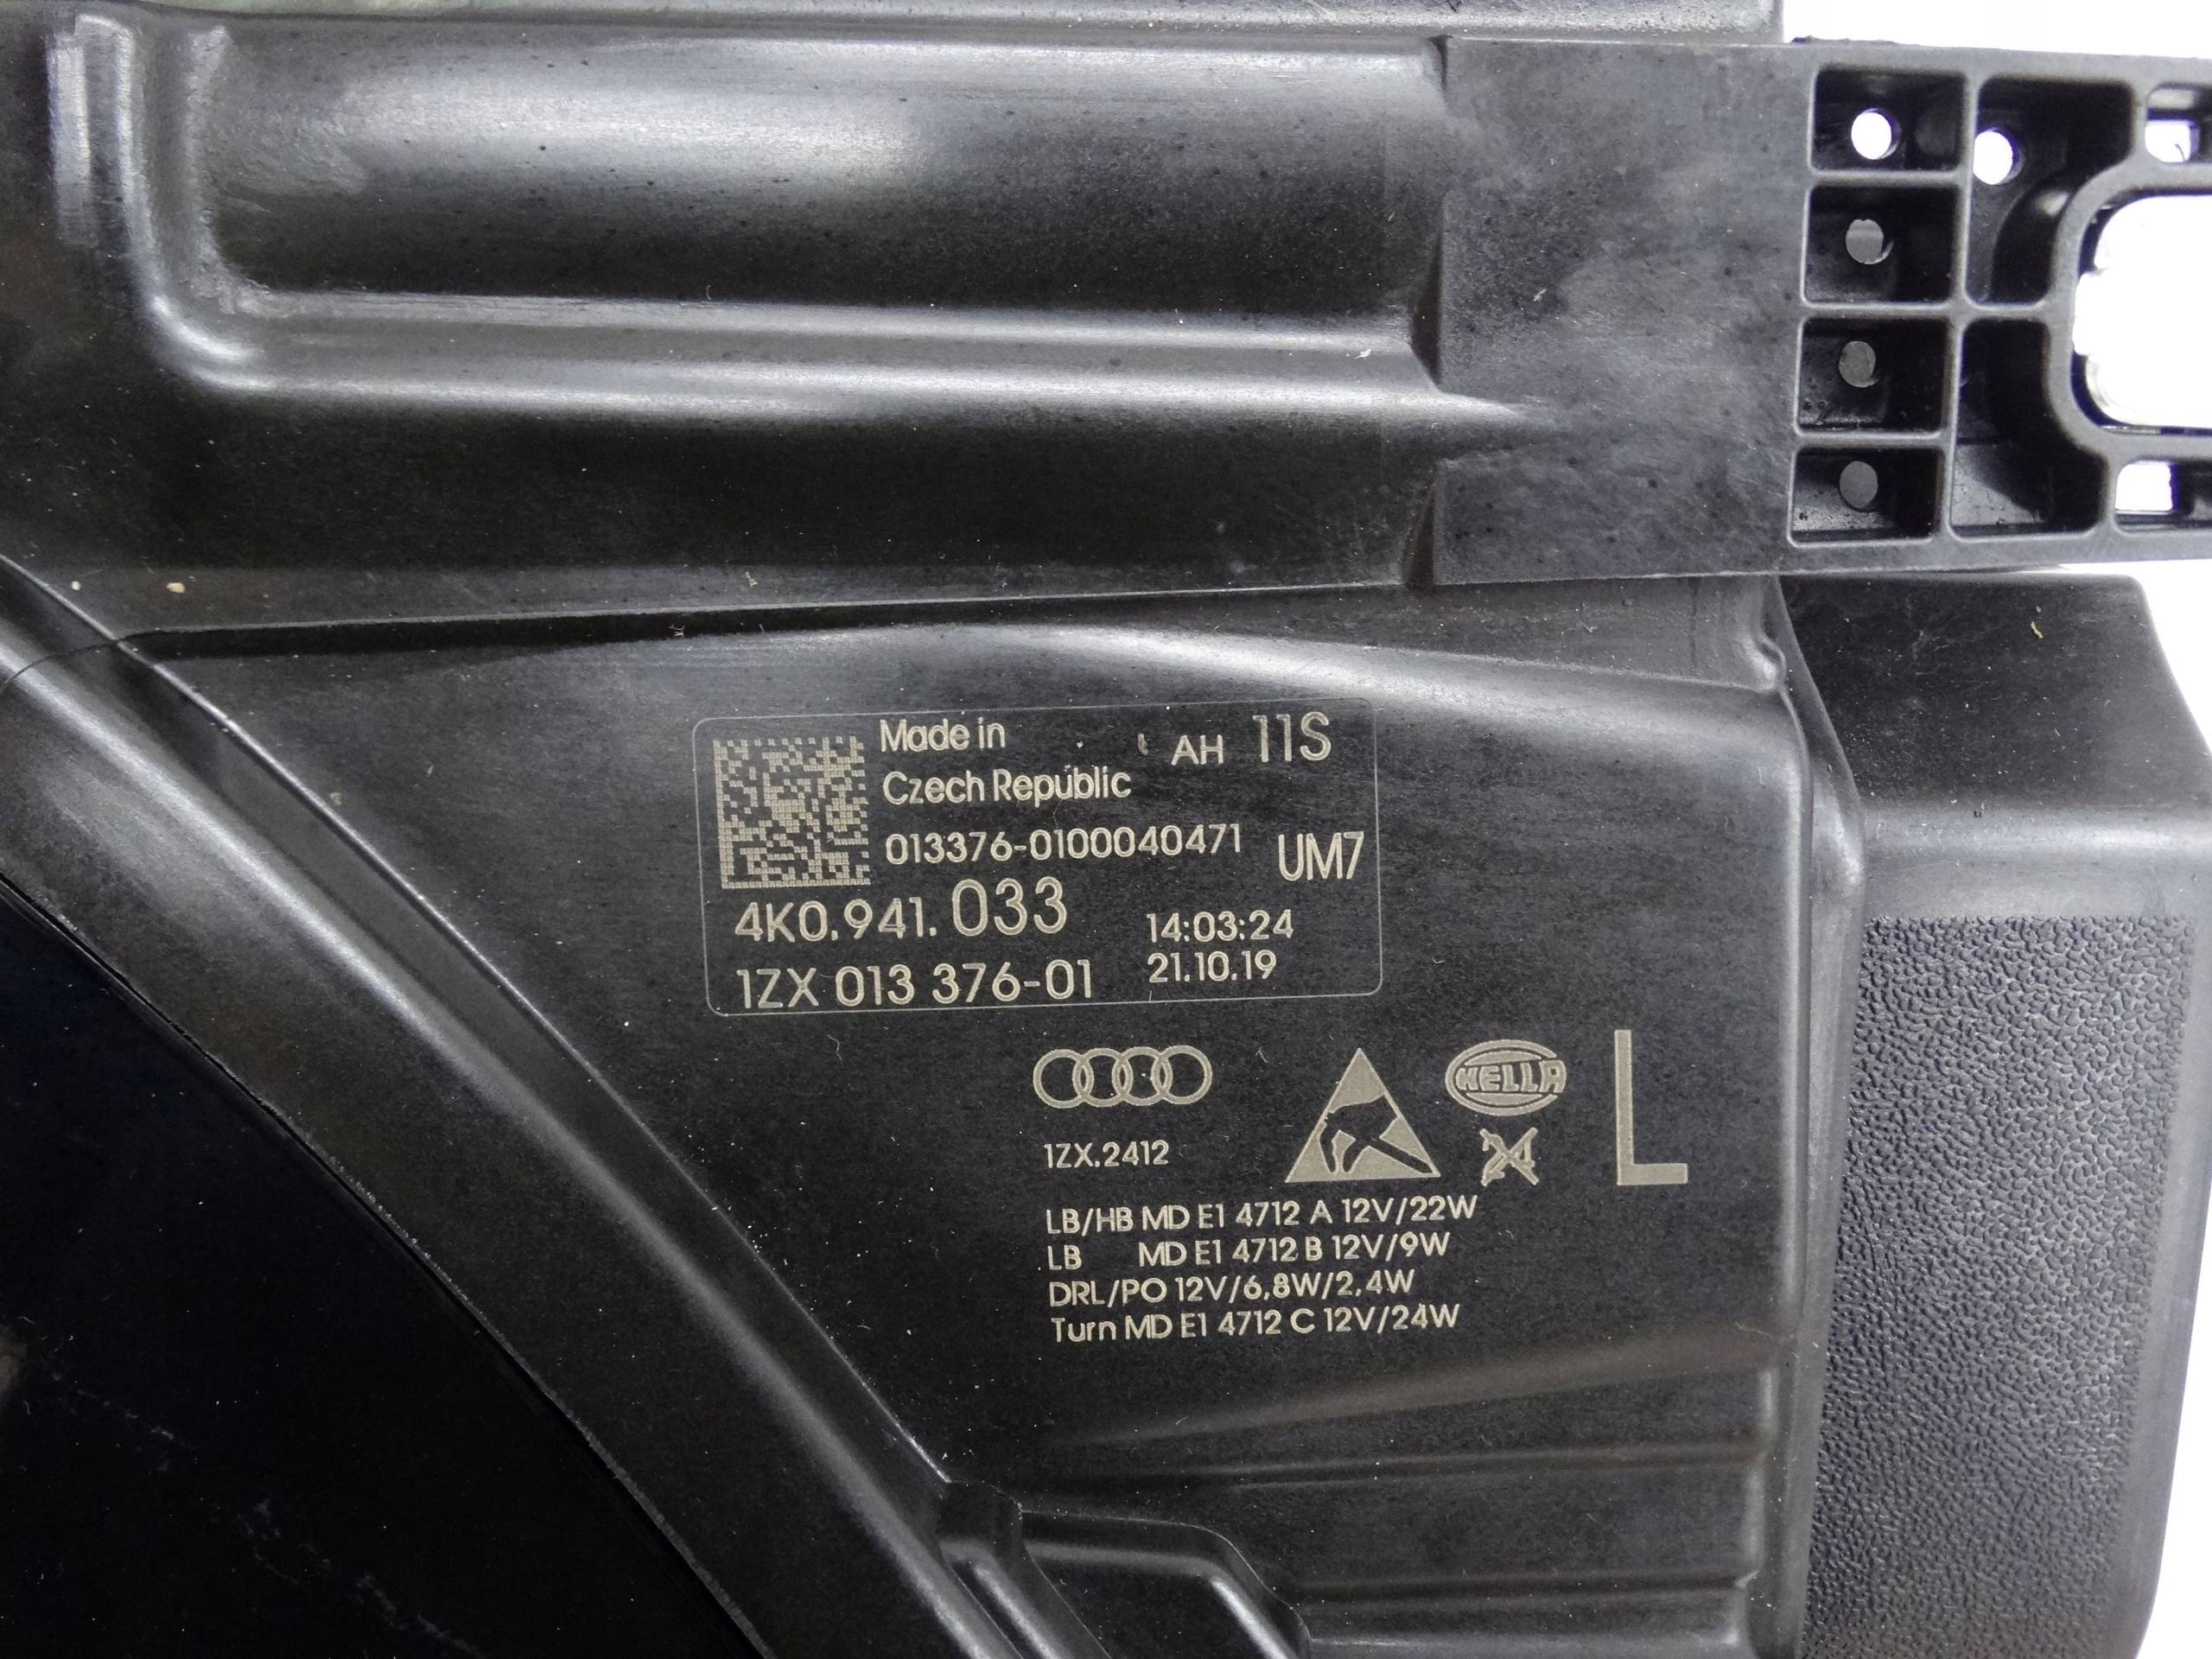 Made in
AH 11S
Czech Republic
013376-0100040471
UM7
4K0.941.033
14:03:24
1ZX 013 376-01
21.10.19
HELLA
L
1ZX.2412
24
LB/HB MD E1 4712 A 12V/22W
LB MD E1 4712 B 12V/9W
DRL/PO 12V/6,8W/2,4W
Turn MD E1 4712 C 12V/24W